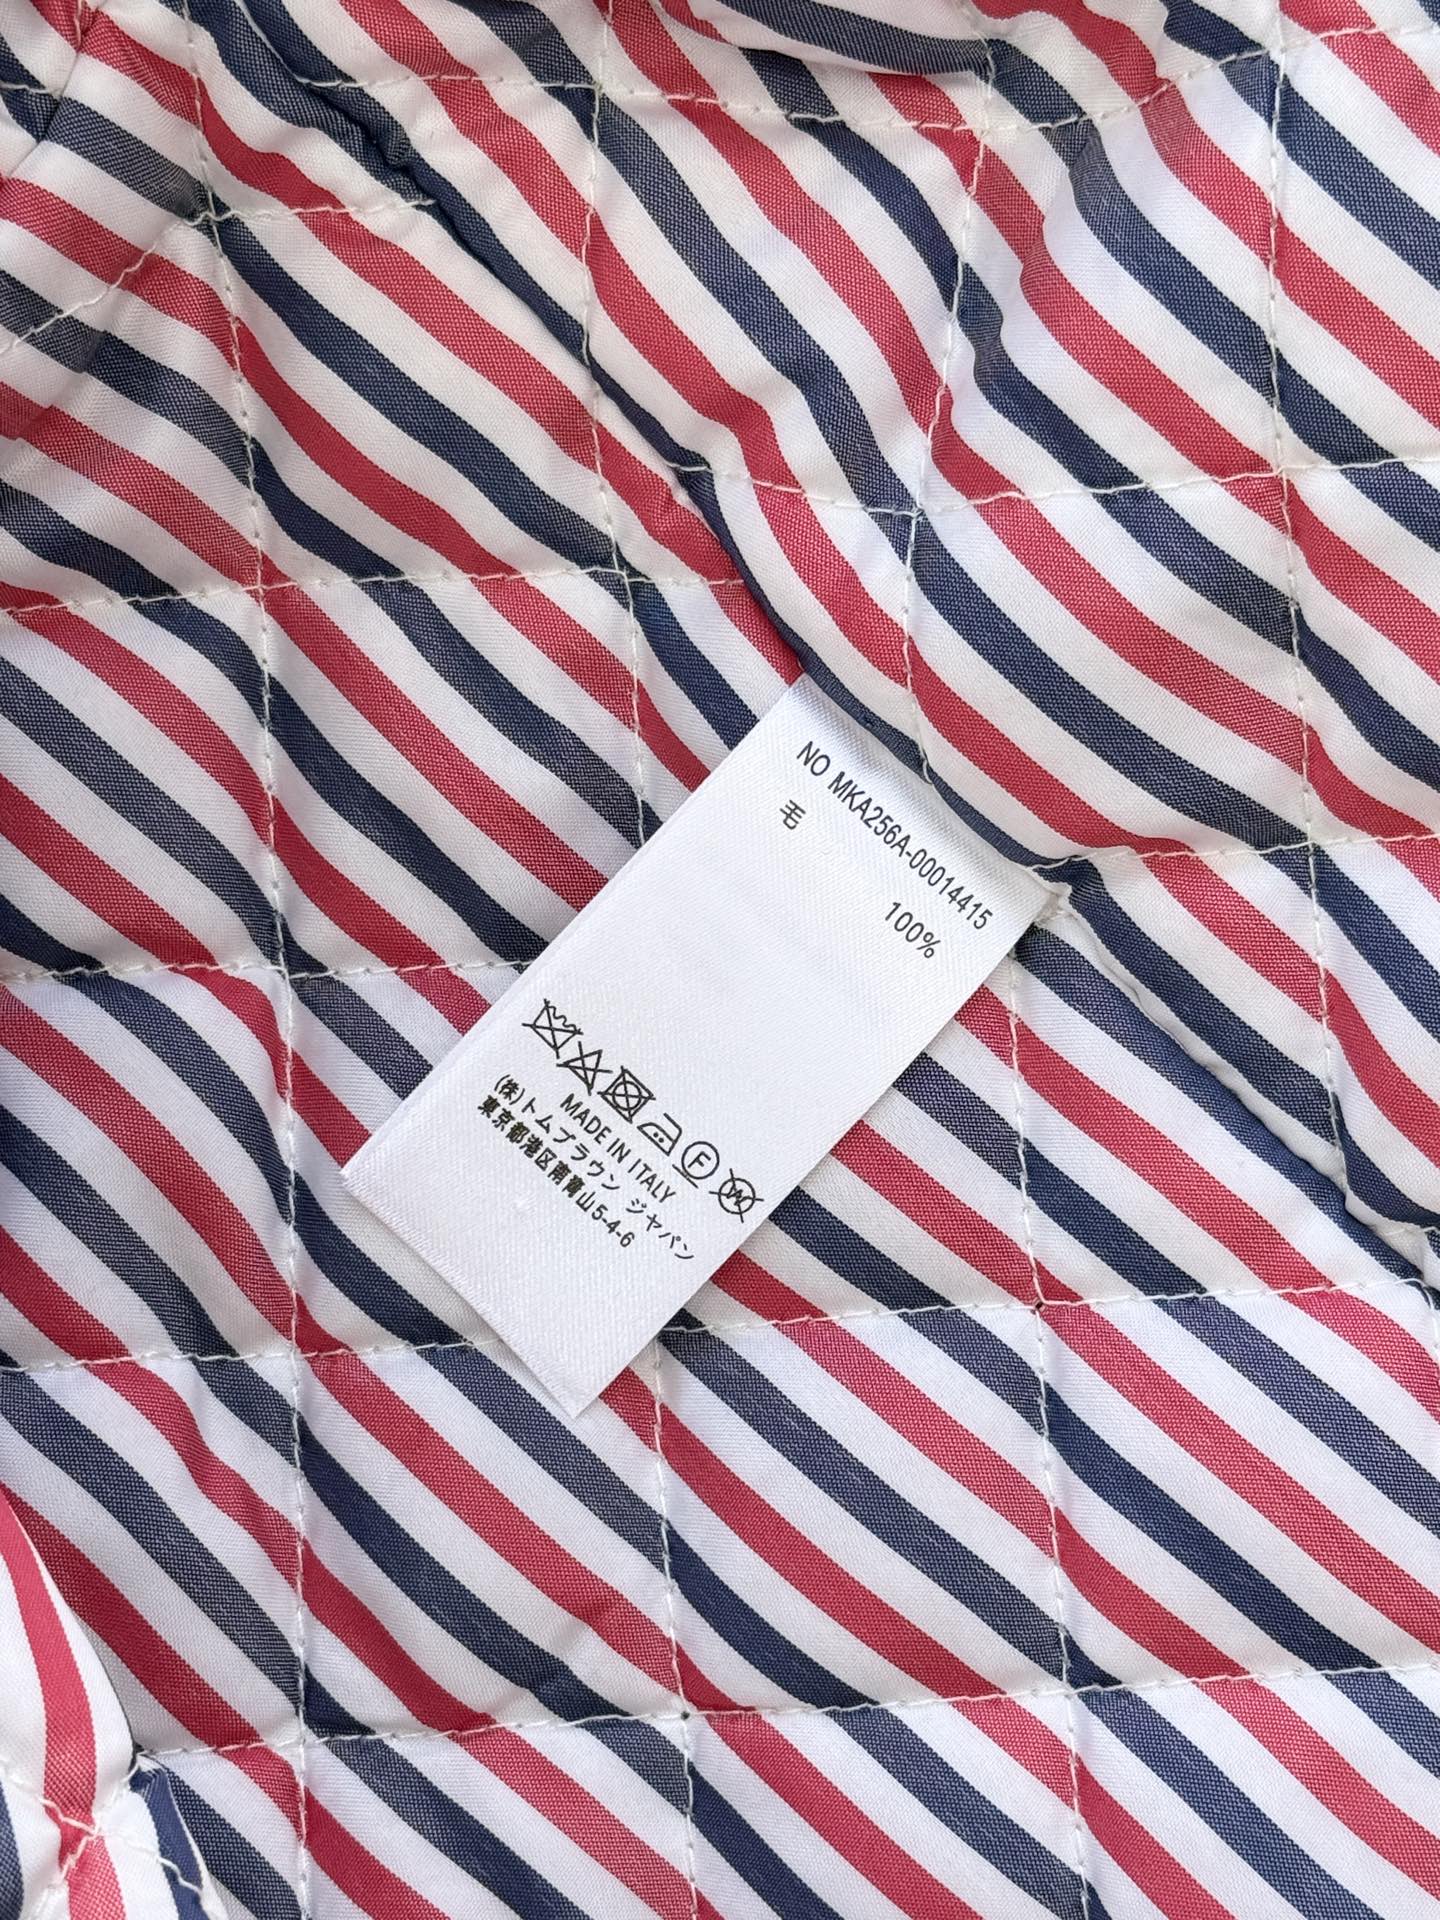 NO MKA256A-00014415
毛 100%
F W
MADE IN ITALY
(株)トムブラウン ジャパン
東京都港区南青山5-4-6